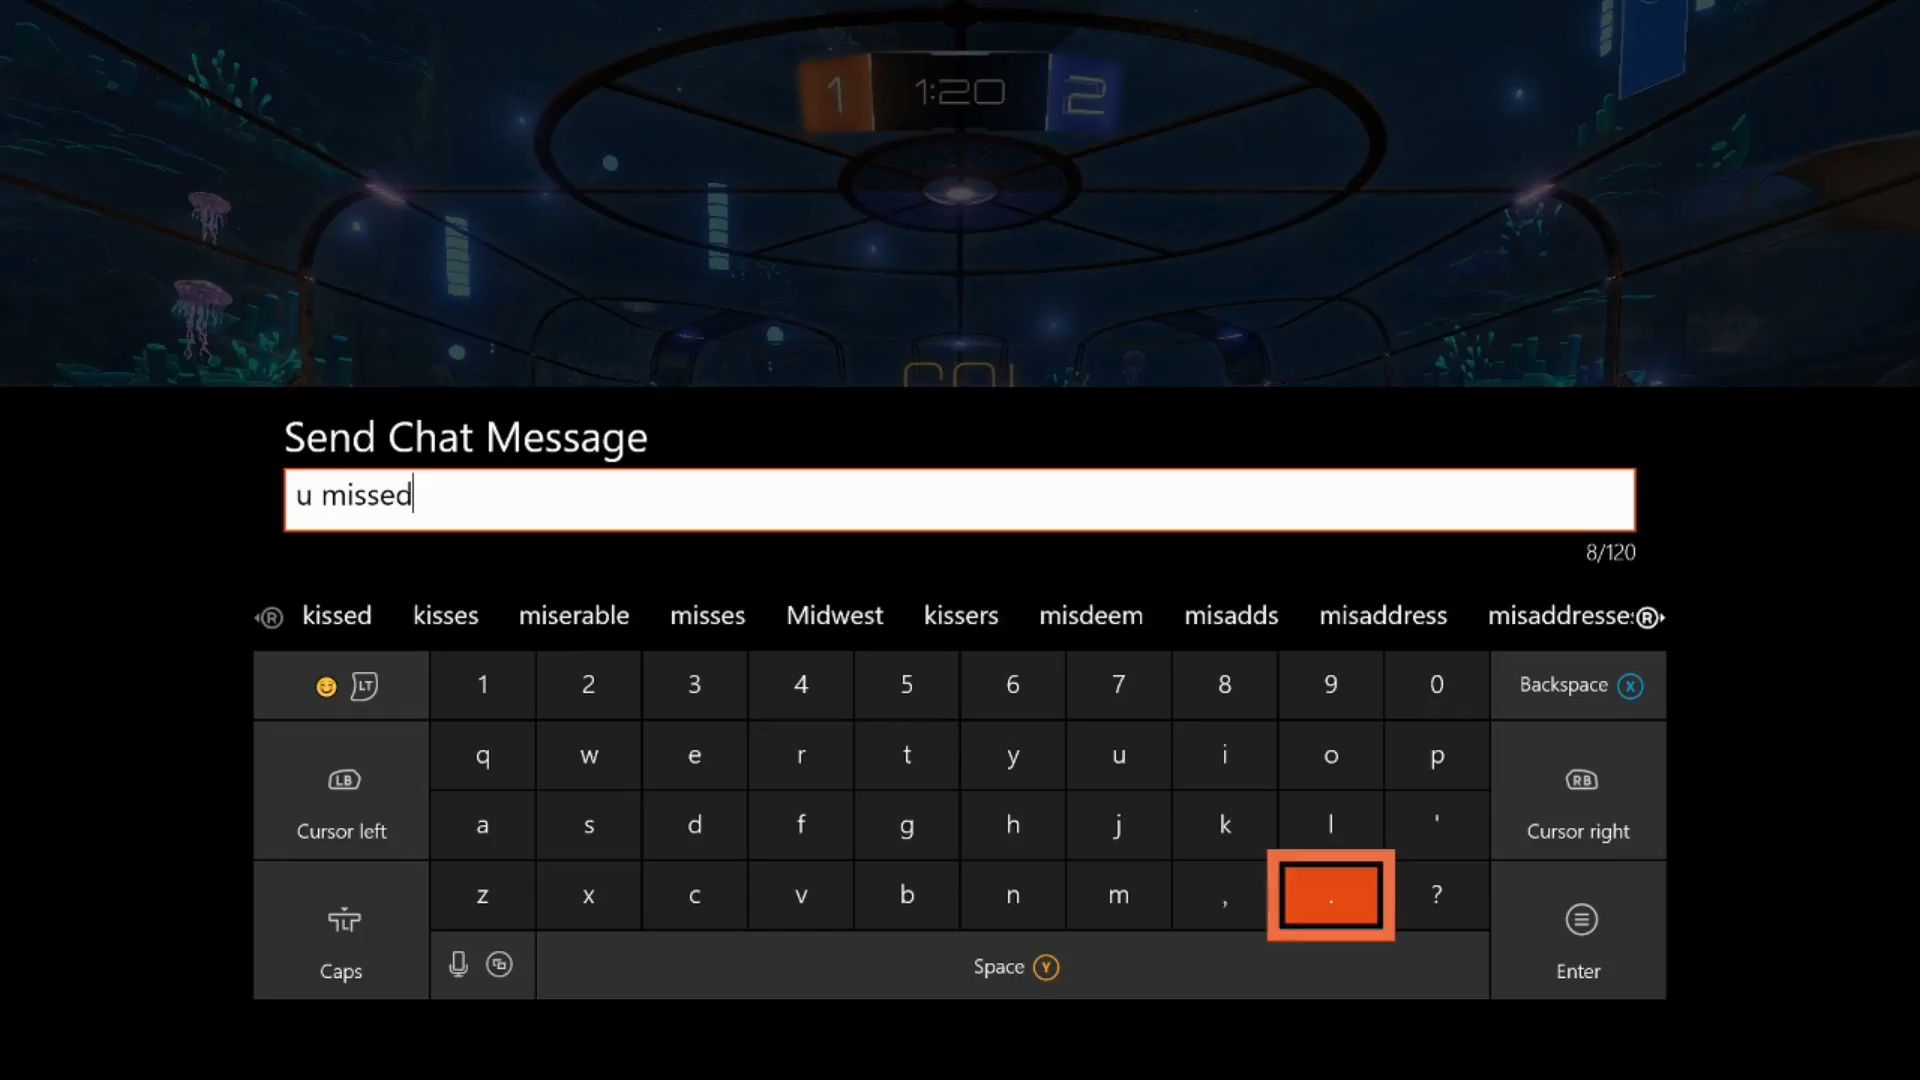 1 1:20 2
Send Chat Message
u missed
8/120
R kissed kisses miserable misses Midwest kissers misdeem misadds misaddress misaddresses R
LT 1 2 3 4 5 6 7 8 9 0 Backspace X
q w e r t y u i o p
LB RB
Cursor left a s d f g h j k l ' Cursor right
z x c v b n m , . ?
LT
Caps Space Y Enter